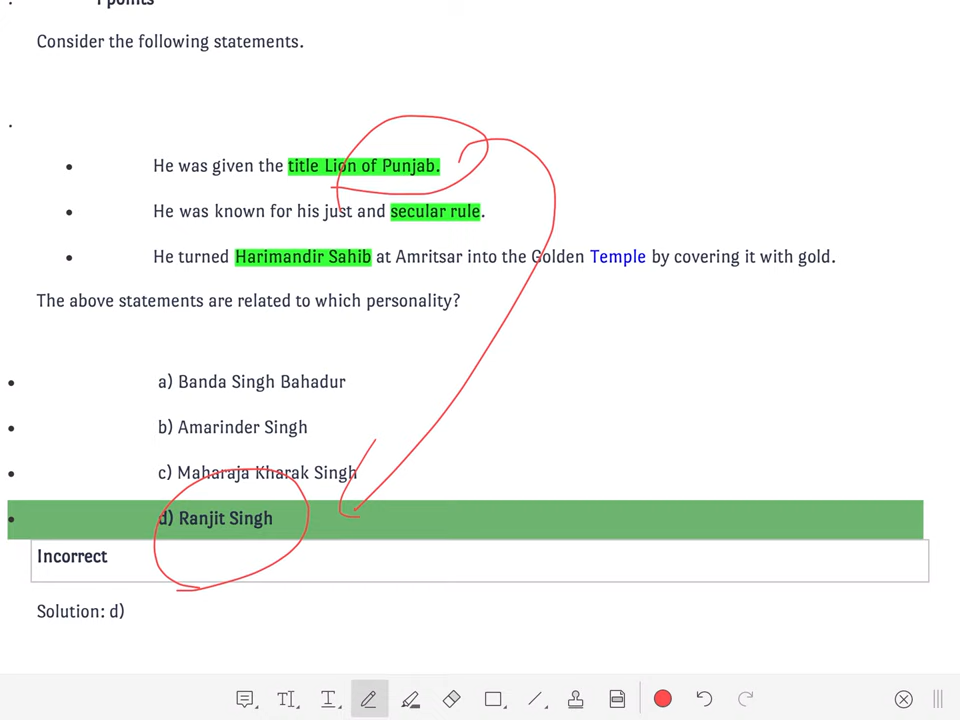 Consider the following statements.
.
• He was given the title Lion of Punjab.
• He was known for his just and secular rule.
• He turned Harimandir Sahib at Amritsar into the Golden Temple by covering it with gold.
The above statements are related to which personality?
• a) Banda Singh Bahadur
• b) Amarinder Singh
• c) Maharaja Kharak Singh
• d) Ranjit Singh
Incorrect
Solution: d)